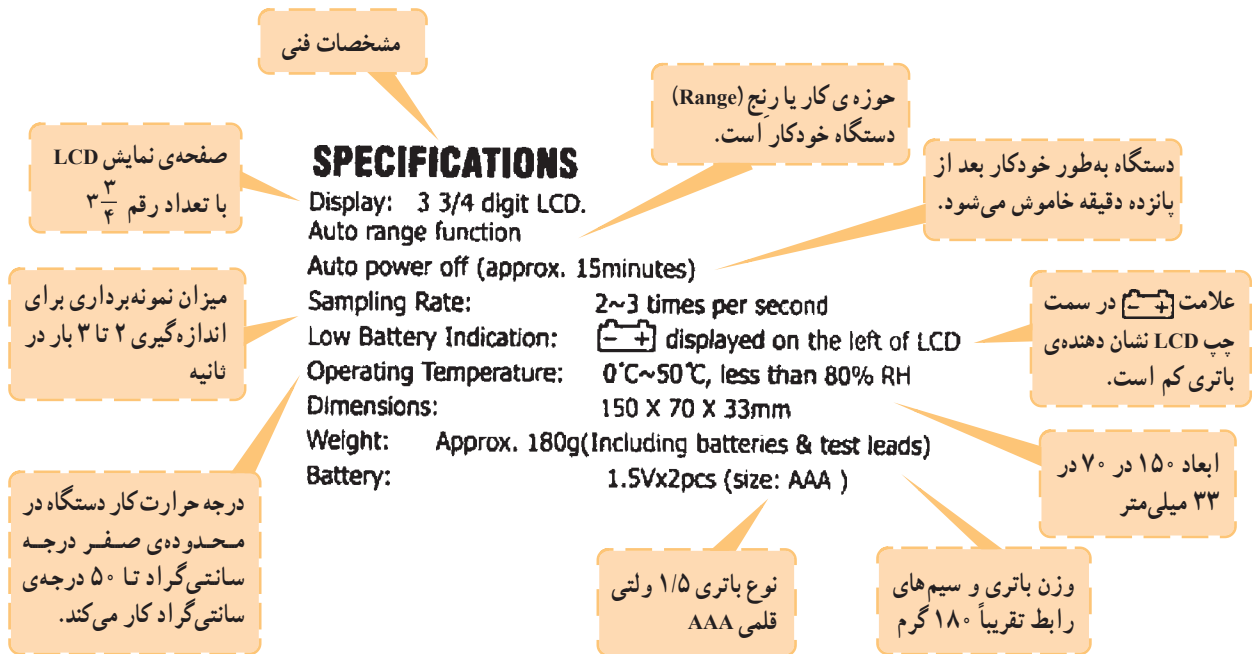 مشخصات فنی
حوزه ی کار یا رنج (Range)
دستگاه خودکار است.
صفحه‌ی نمایش LCD
با تعداد رقم ۳ ۳/۴
دستگاه به‌طور خودکار بعد از
پانزده دقیقه خاموش می‌شود.
SPECIFICATIONS
Display: 3 3/4 digit LCD.
Auto range function
Auto power off (approx. 15minutes)
Sampling Rate: 2~3 times per second
Low Battery Indication: [- +] displayed on the left of LCD
Operating Temperature: 0°C~50°C, less than 80% RH
Dimensions: 150 X 70 X 33mm
Weight: Approx. 180g(Including batteries & test leads)
Battery: 1.5Vx2pcs (size: AAA )
میزان نمونه‌برداری برای
اندازه‌گیری ۲ تا ۳ بار در
ثانیه
علامت [- +] در سمت
چپ LCD نشان دهنده‌ی
باتری کم است.
ابعاد ۱۵۰ در ۷۰ در
۳۳ میلی‌متر
درجه حرارت کار دستگاه در
محدوده‌ی صفر درجه
سانتی‌گراد تا ۵۰ درجه‌ی
سانتی‌گراد کار می‌کند.
نوع باتری ۱/۵ ولتی
قلمی AAA
وزن باتری و سیم‌های
رابط تقریباً ۱۸۰ گرم